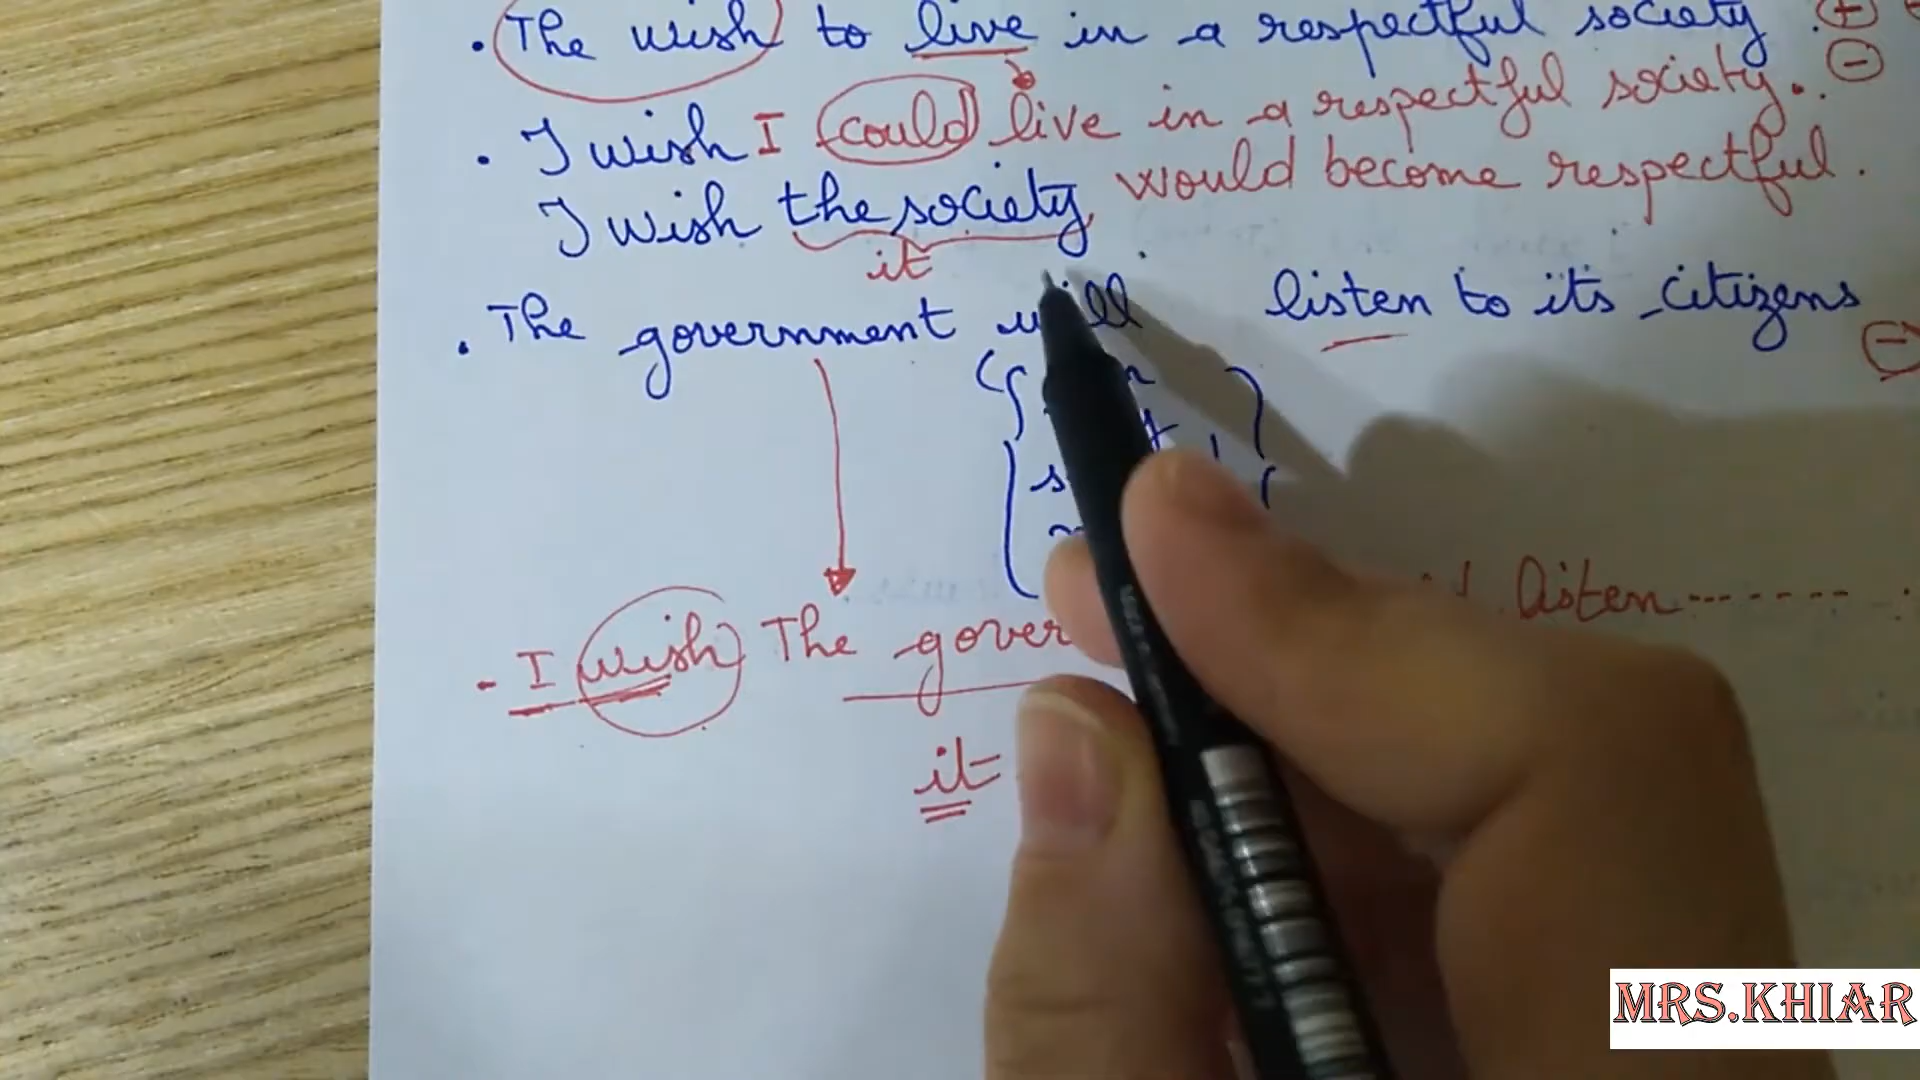 . The wish to live in a respectful society . +
-
. I wish I could live in a respectful society..
I wish the society would become respectful.
it
. The government will listen to its citizens
-
- I wish The gover listen ------- .
it
MRS.KHIAR